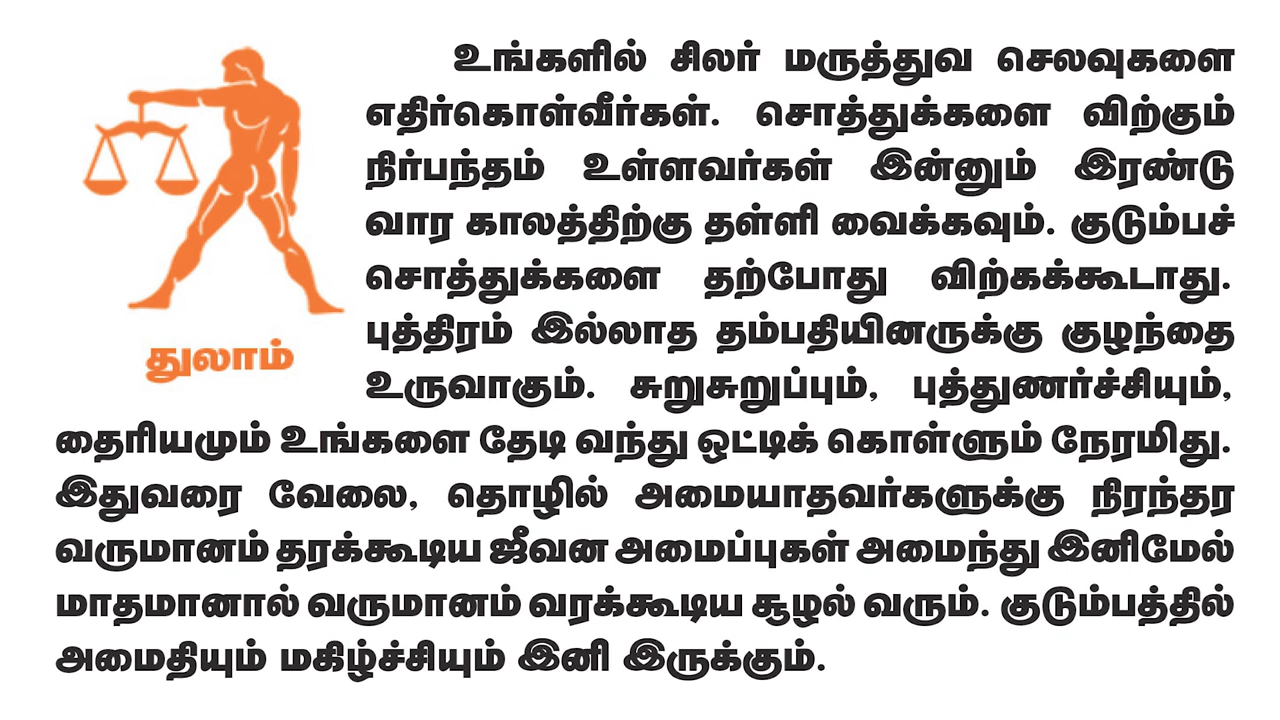 உங்களில் சிலர் மருத்துவ செலவுகளை
எதிர்கொள்வீர்கள். சொத்துக்களை விற்கும்
நிர்பந்தம் உள்ளவர்கள் இன்னும் இரண்டு
வார காலத்திற்கு தள்ளி வைக்கவும். குடும்பச்
சொத்துக்களை தற்போது விற்கக்கூடாது.
புத்திரம் இல்லாத தம்பதியினருக்கு குழந்தை
உருவாகும். சுறுசுறுப்பும், புத்துணர்ச்சியும்,
தைரியமும் உங்களை தேடி வந்து ஒட்டிக் கொள்ளும் நேரமிது.
இதுவரை வேலை, தொழில் அமையாதவர்களுக்கு நிரந்தர
வருமானம் தரக்கூடிய ஜீவன அமைப்புகள் அமைந்து இனிமேல்
மாதமானால் வருமானம் வரக்கூடிய சூழல் வரும். குடும்பத்தில்
அமைதியும் மகிழ்ச்சியும் இனி இருக்கும்.
துலாம்